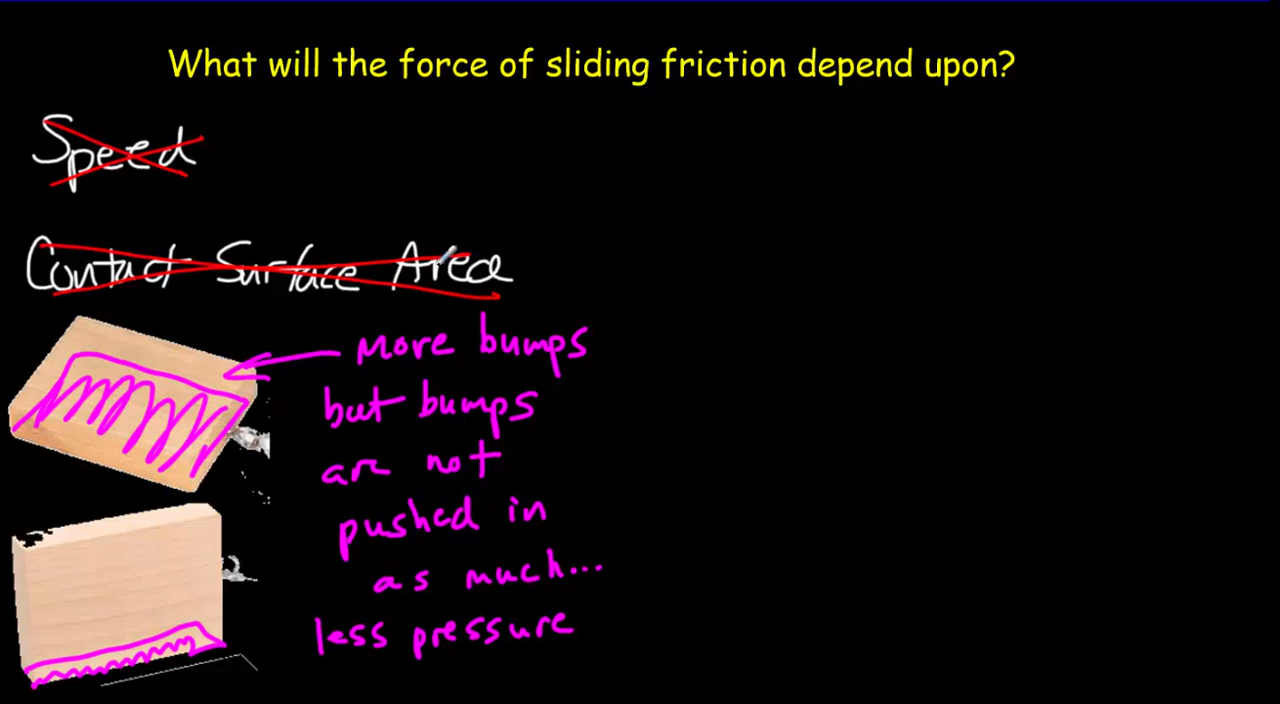 What will the force of sliding friction depend upon?
Speed
Contact Surface Area
More bumps
but bumps
are not
pushed in
as much...
less pressure